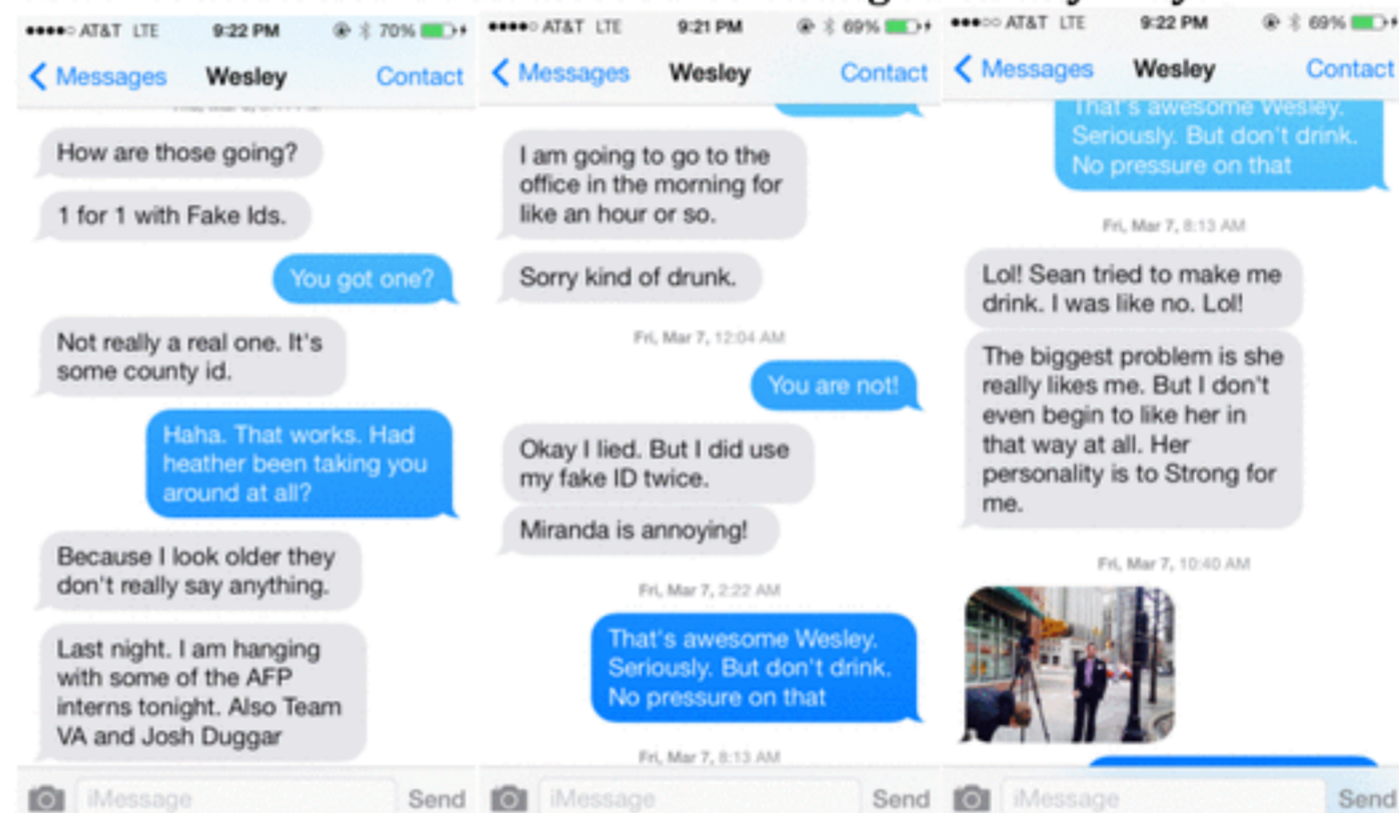 AT&T LTE 9:22 PM 70%
Messages Wesley Contact
How are those going?
1 for 1 with Fake Ids.
You got one?
Not really a real one. It's
some county id.
Haha. That works. Had
heather been taking you
around at all?
Because I look older they
don't really say anything.
Last night. I am hanging
with some of the AFP
interns tonight. Also Team
VA and Josh Duggar
iMessage Send
AT&T LTE 9:21 PM 69%
Messages Wesley Contact
I am going to go to the
office in the morning for
like an hour or so.
Sorry kind of drunk.
Fri, Mar 7, 12:04 AM
You are not!
Okay I lied. But I did use
my fake ID twice.
Miranda is annoying!
Fri, Mar 7, 2:22 AM
That's awesome Wesley.
Seriously. But don't drink.
No pressure on that
Fri, Mar 7, 8:13 AM
iMessage Send
AT&T LTE 9:22 PM 69%
Messages Wesley Contact
That's awesome Wesley.
Seriously. But don't drink.
No pressure on that
Fri, Mar 7, 8:13 AM
Lol! Sean tried to make me
drink. I was like no. Lol!
The biggest problem is she
really likes me. But I don't
even begin to like her in
that way at all. Her
personality is to Strong for
me.
Fri, Mar 7, 10:40 AM
iMessage Send